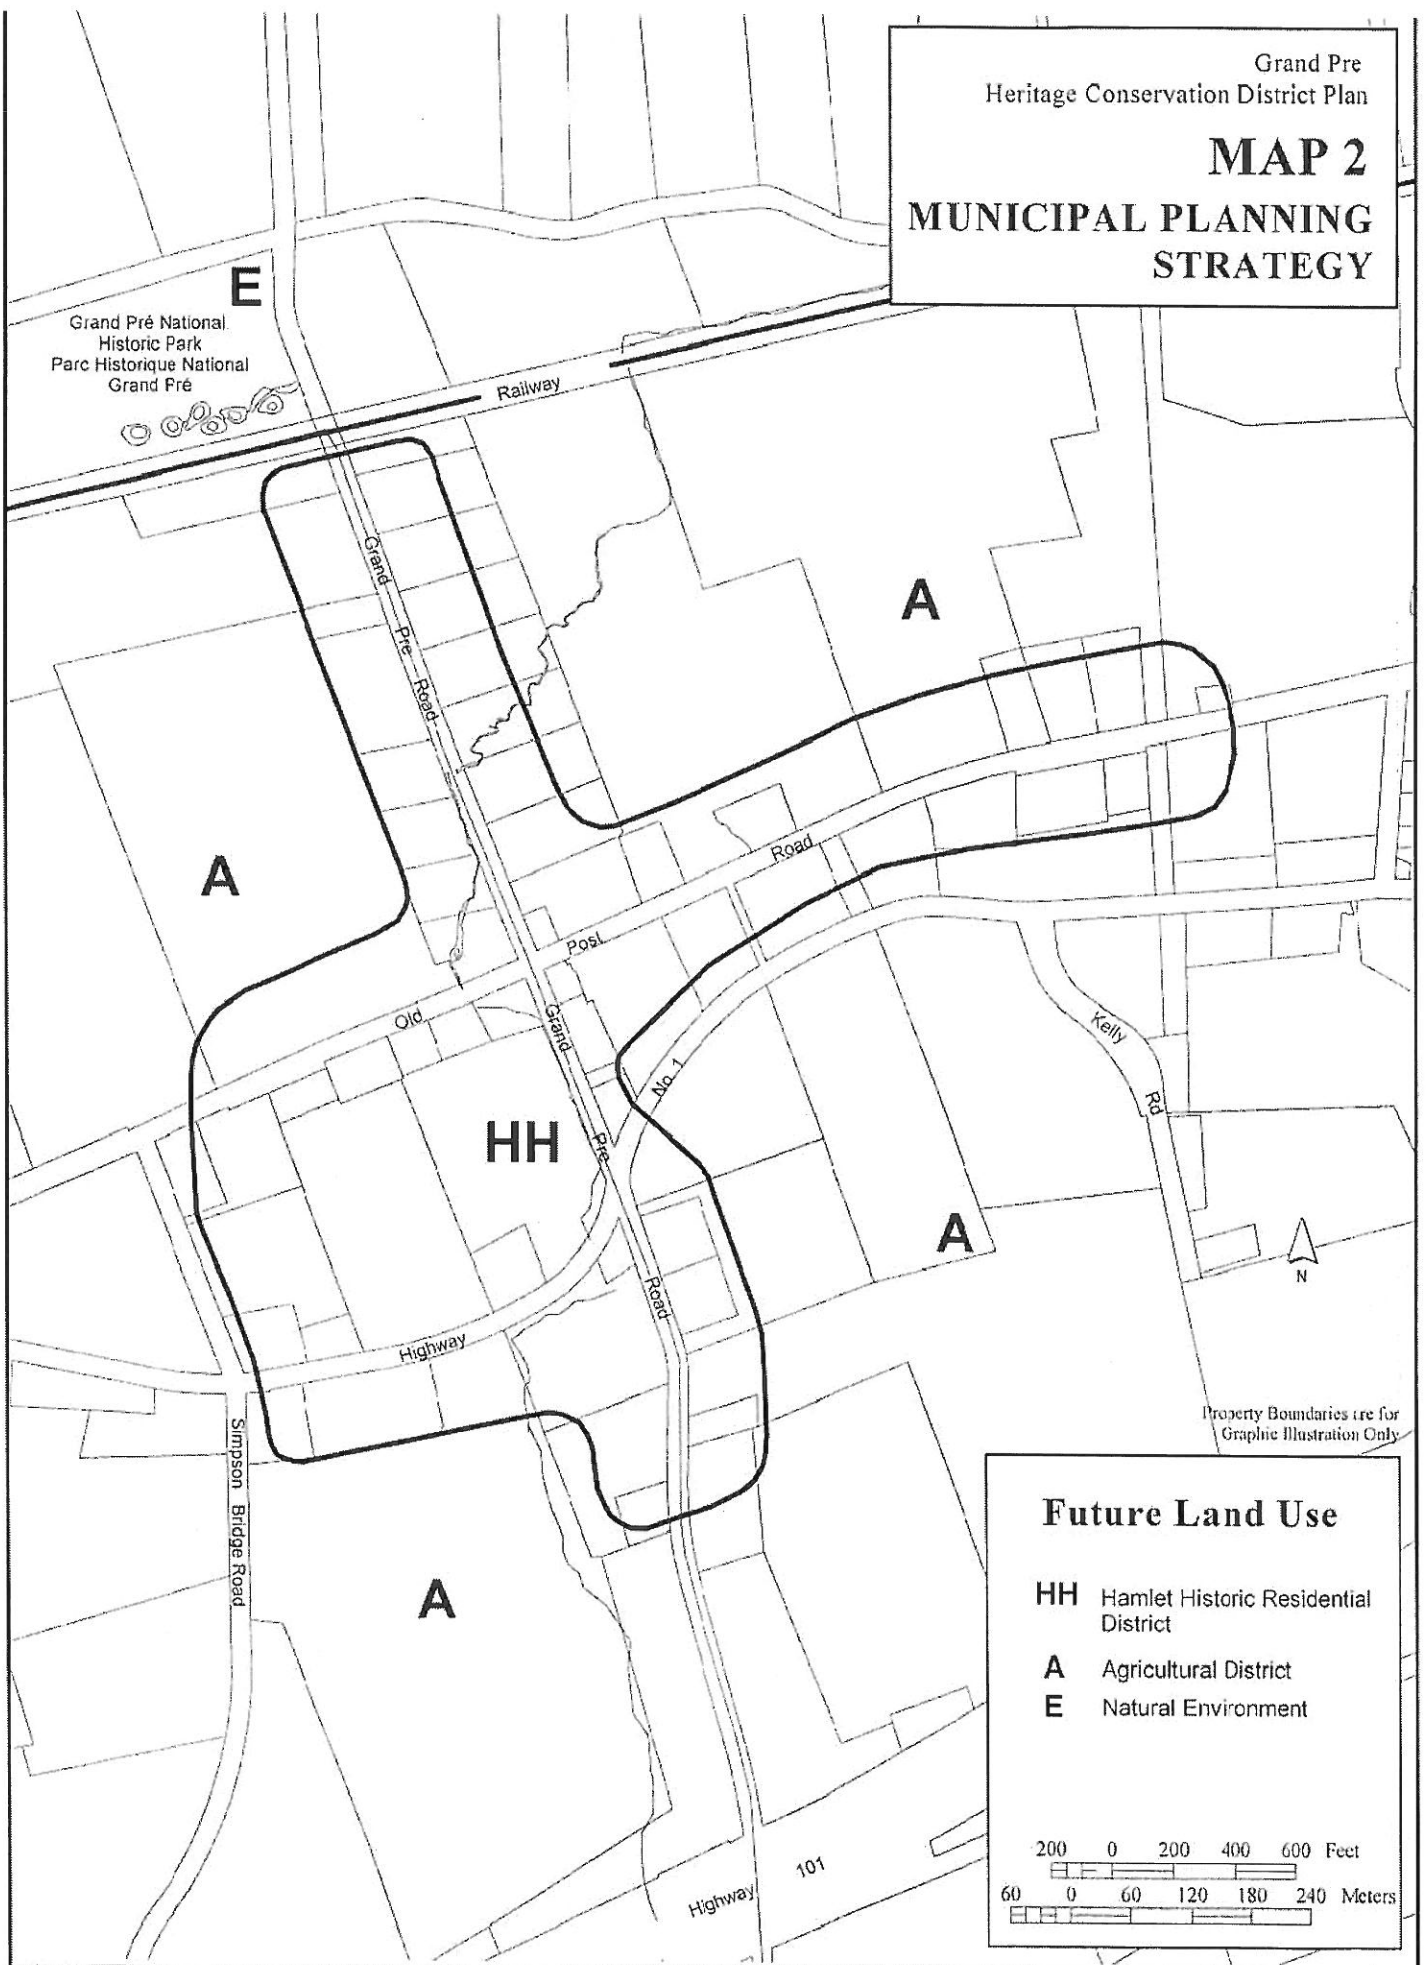 Grand Pre
Heritage Conservation District Plan
MAP 2
MUNICIPAL PLANNING
STRATEGY
E
Grand Pré National
Historic Park
Parc Historique National
Grand Pré
Railway
Grand
Pre
Road
A
A
Road
Post
Old
Grand
No. 1
Kelly
Rd
HH
Pre
A
N
Road
Highway
Property Boundaries are for
Graphic Illustration Only
Simpson Bridge Road
A
Future Land Use
HH Hamlet Historic Residential
District
A Agricultural District
E Natural Environment
200 0 200 400 600 Feet
60 0 60 120 180 240 Meters
Highway 101